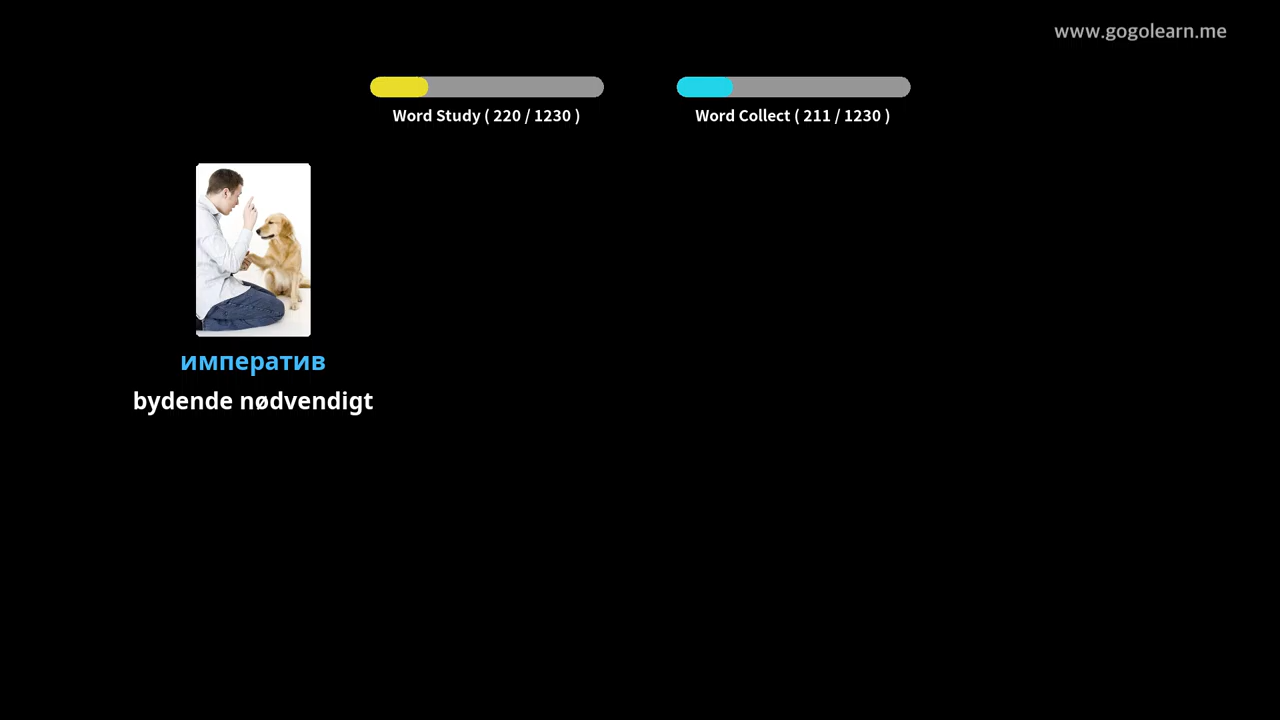 www.gogolearn.me
Word Study ( 220 / 1230 )
Word Collect ( 211 / 1230 )
императив
bydende nødvendigt